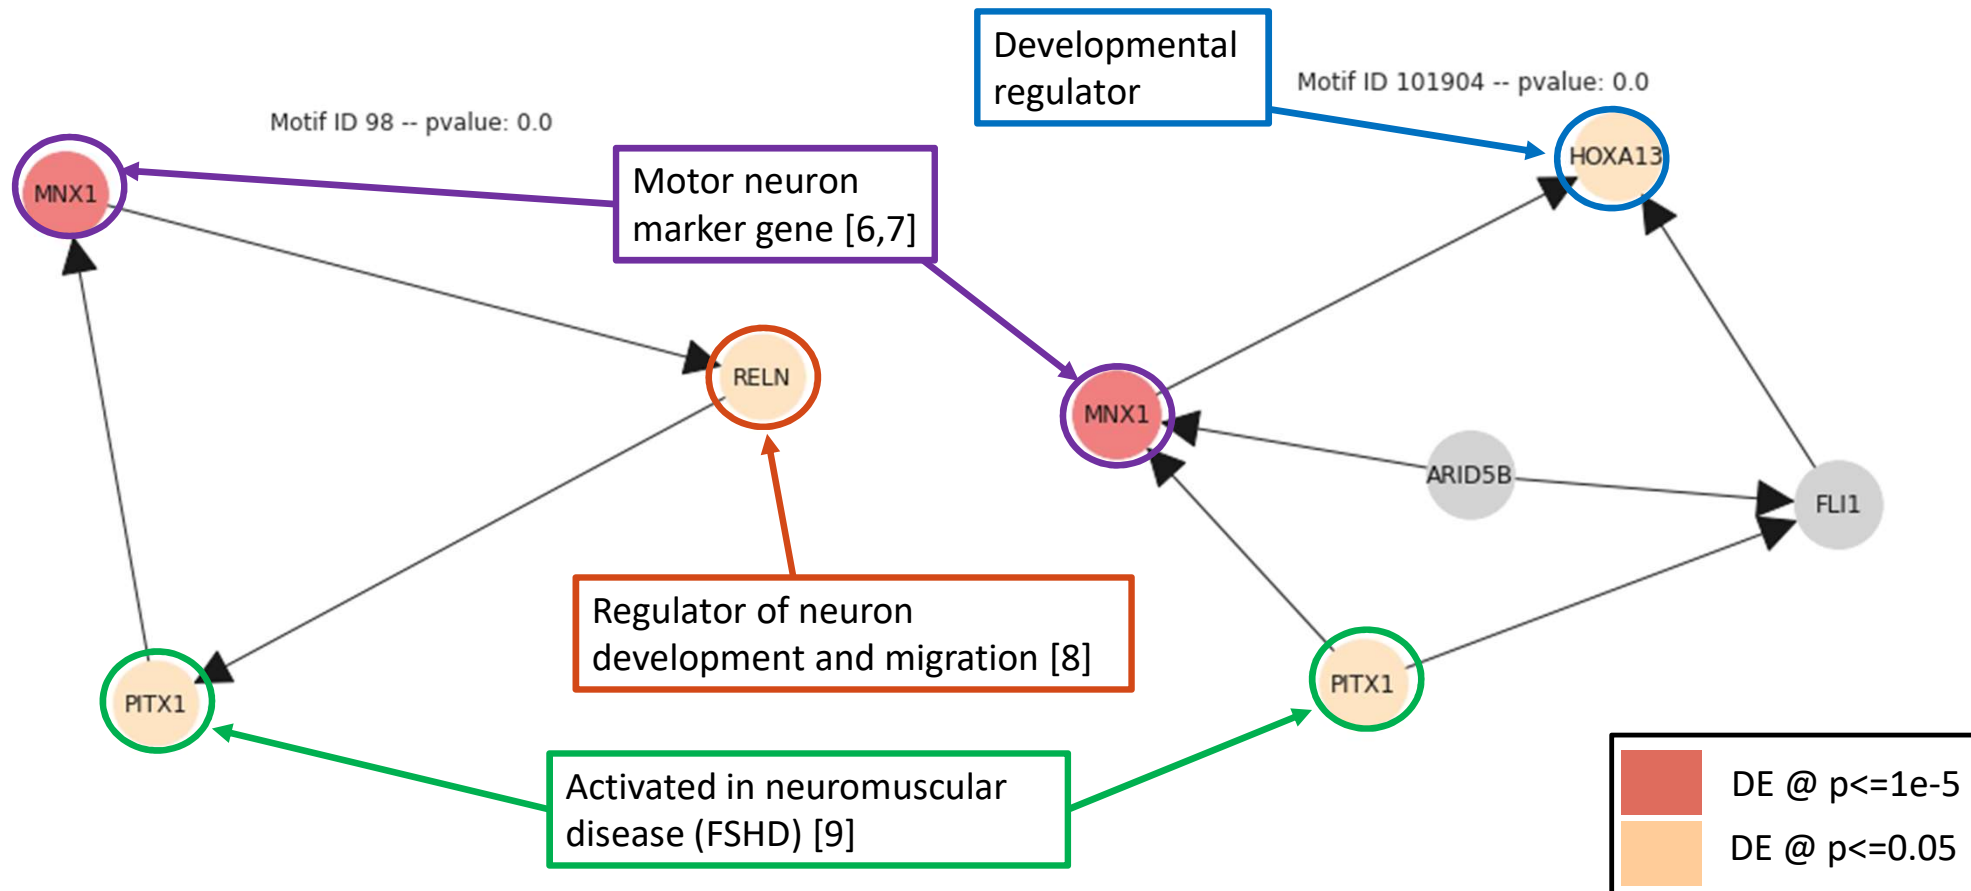 Developmental
regulator
Motif ID 101904 -- pvalue: 0.0
Motif ID 98 -- pvalue: 0.0
HOXA13
MNX1
Motor neuron
marker gene [6,7]
RELN
MNX1
ARID5B
FLI1
Regulator of neuron
development and migration [8]
PITX1
PITX1
Activated in neuromuscular
disease (FSHD) [9]
DE @ p<=1e-5
DE @ p<=0.05